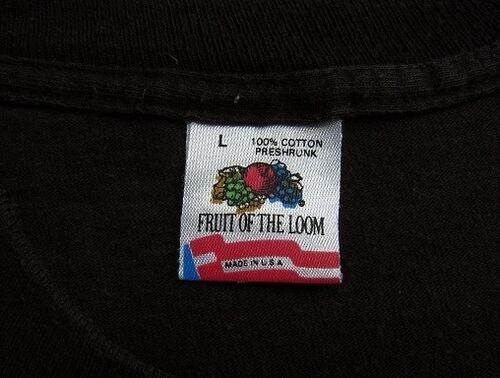 L 100% COTTON
PRESHRUNK
FRUIT OF THE LOOM
MADE IN U.S.A.